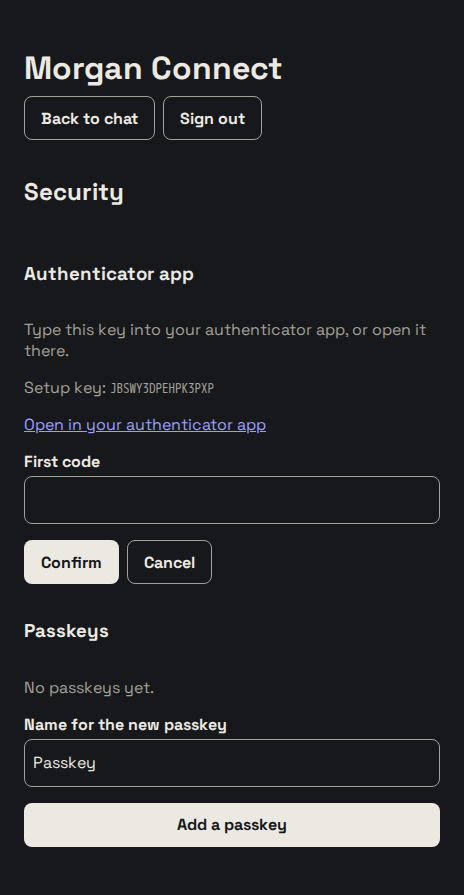 Morgan Connect
Back to chat
Sign out
Security
Authenticator app
Type this key into your authenticator app, or open it
there.
Setup key: JBSWY3DPEHPK3PXP
Open in your authenticator app
First code
Confirm
Cancel
Passkeys
No passkeys yet.
Name for the new passkey
Passkey
Add a passkey